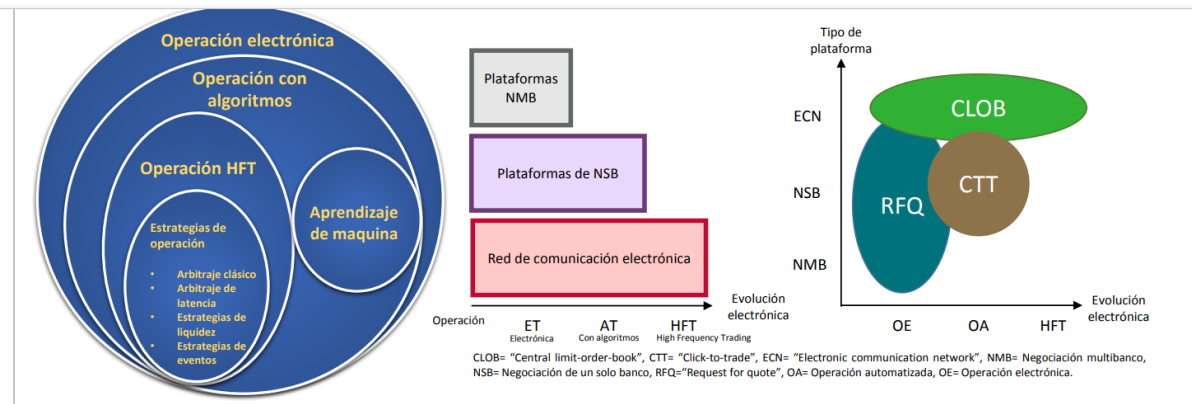 Operación electrónica
Operación con
algoritmos
Operación HFT
Aprendizaje
de maquina
Estrategias de
operación
• Arbitraje clásico
• Arbitraje de
latencia
• Estrategias de
liquidez
• Estrategias de
eventos
Plataformas
NMB
Plataformas de NSB
Red de comunicación electrónica
Operación
ET
Electrónica
AT
Con algoritmos
HFT
High Frequency Trading
Evolución
electrónica
Tipo de
plataforma
ECN
NSB
NMB
CLOB
CTT
RFQ
OE
OA
HFT
Evolución
electrónica
CLOB= “Central limit-order-book”, CTT= “Click-to-trade”, ECN= “Electronic communication network”, NMB= Negociación multibanco,
NSB= Negociación de un solo banco, RFQ=“Request for quote”, OA= Operación automatizada, OE= Operación electrónica.